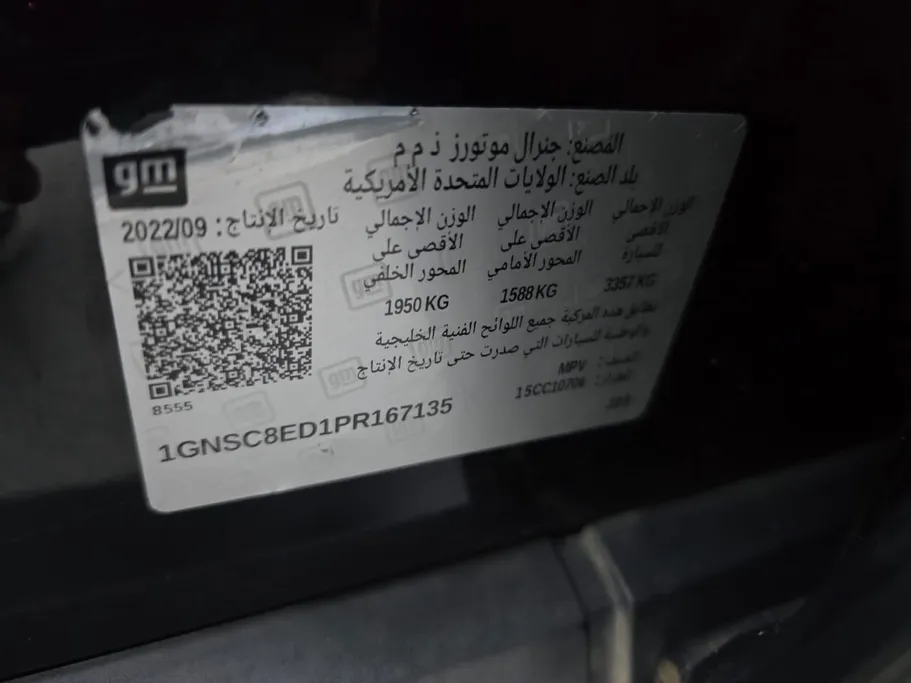 gm
المصنع: جنرال موتورز ذ م م
بلد الصنع: الولايات المتحدة الأمريكية
تاريخ الإنتاج : 2022/09
الوزن الإجمالي الأقصى للسيارة
3357 KG
الوزن الإجمالي الأقصى على المحور الأمامي
1588 KG
الوزن الإجمالي الأقصى على المحور الخلفي
1950 KG
تطابق هذه المركبة جميع اللوائح الفنية الخليجية
والوطنية للسيارات التي صدرت حتى تاريخ الإنتاج
الصنف: MPV
الطراز: 15CC10706
8555
1GNSC8ED1PR167135